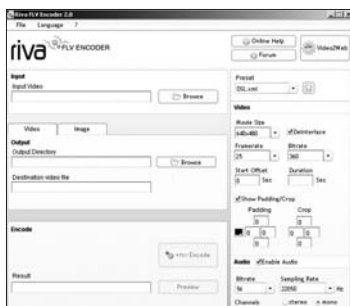 Riva FLV Encoder 2.0
File Language ?
riva FLV ENCODER
Online Help
Forum
Video2Web
Input
Input Video
Browse
Video Image
Output
Output Directory
Browse
Destination video file
Encode
FLV Encode
Result
Preview
Preset
DSL.xml
Video
Movie Size
640x480
Deinterlace
Framerate Bitrate
25 360
Start Offset Duration
0 Sec Sec
Show Padding/Crop
Padding Crop
0 0
0 0 0
0 0
Audio Enable Audio
Bitrate Sampling Rate
96 22050 Hz
Channels stereo mono